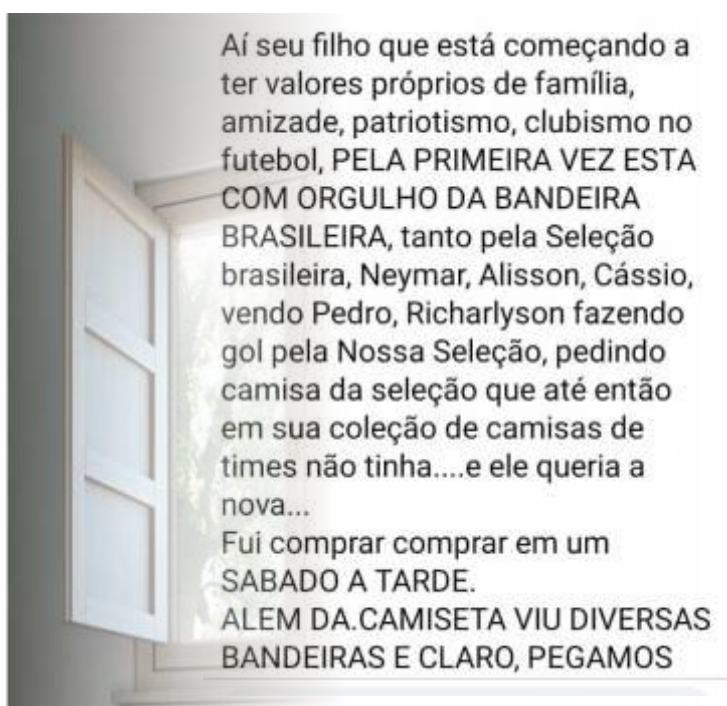 Aí seu filho que está começando a
ter valores próprios de família,
amizade, patriotismo, clubismo no
futebol, PELA PRIMEIRA VEZ ESTA
COM ORGULHO DA BANDEIRA
BRASILEIRA, tanto pela Seleção
brasileira, Neymar, Alisson, Cássio,
vendo Pedro, Richarlyson fazendo
gol pela Nossa Seleção, pedindo
camisa da seleção que até então
em sua coleção de camisas de
times não tinha....e ele queria a
nova...
Fui comprar comprar em um
SABADO A TARDE.
ALEM DA.CAMISETA VIU DIVERSAS
BANDEIRAS E CLARO, PEGAMOS